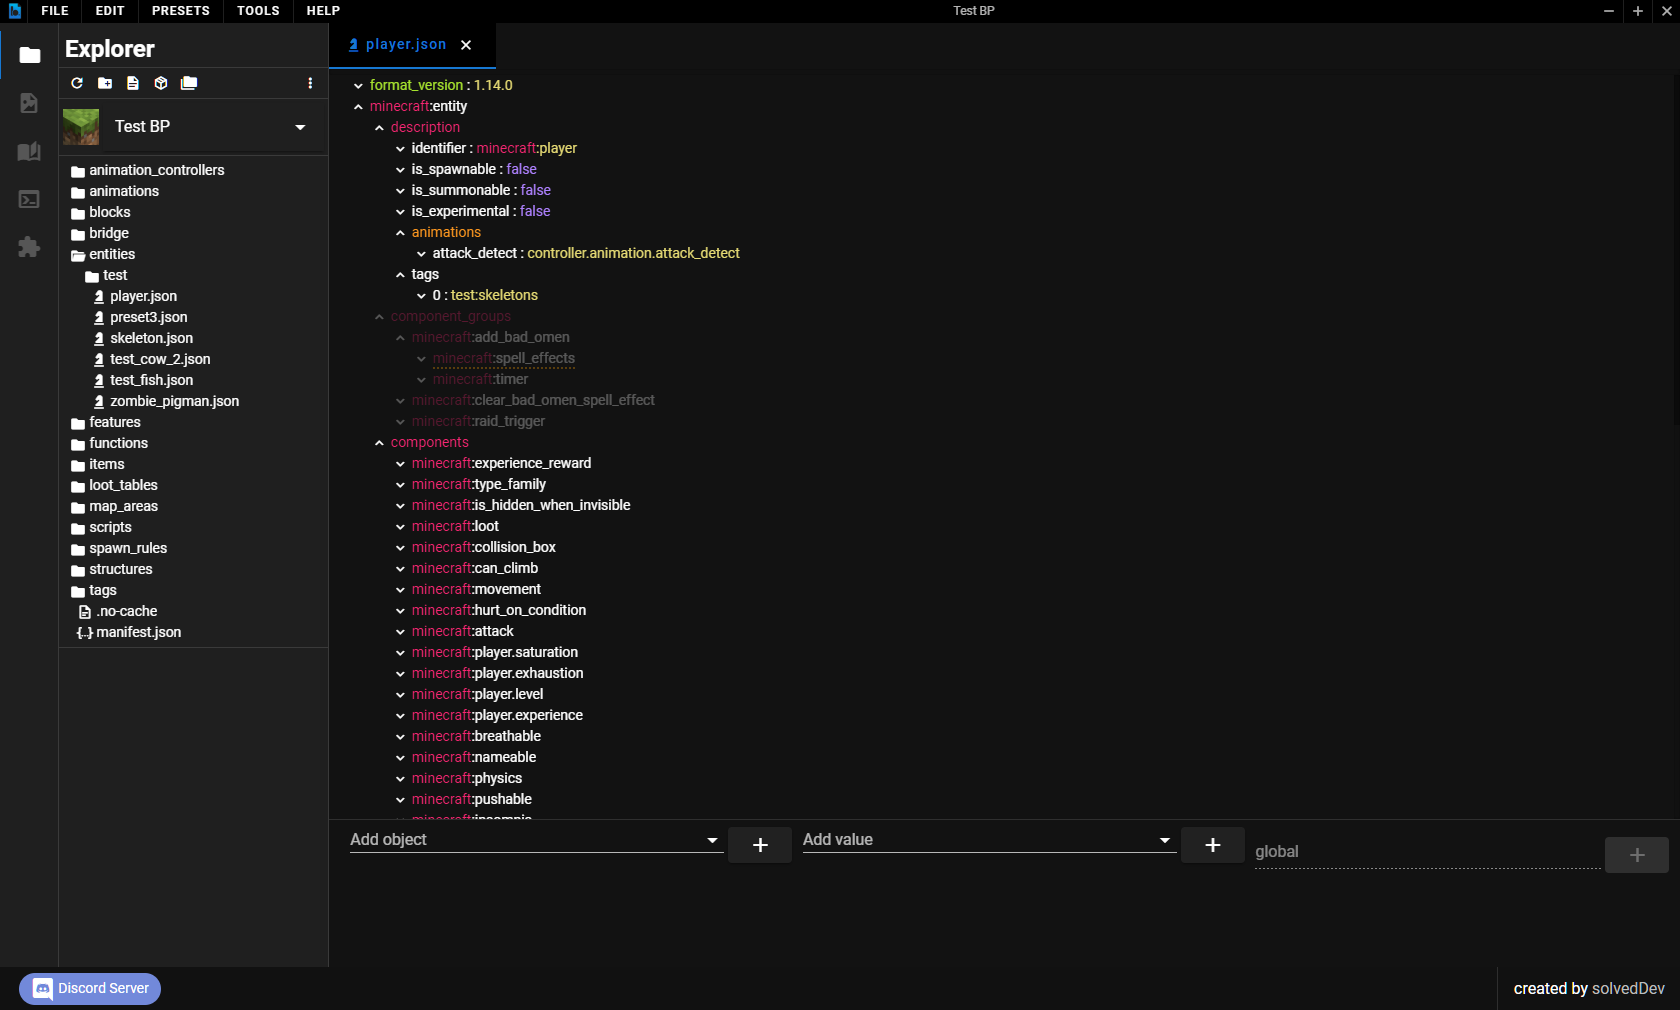 FILE EDIT PRESETS TOOLS HELP
Test BP
Explorer
player.json
Test BP
animation_controllers
animations
blocks
bridge
entities
test
player.json
preset3.json
skeleton.json
test_cow_2.json
test_fish.json
zombie_pigman.json
features
functions
items
loot_tables
map_areas
scripts
spawn_rules
structures
tags
.no-cache
{..} manifest.json
format_version : 1.14.0
minecraft:entity
description
identifier : minecraft:player
is_spawnable : false
is_summonable : false
is_experimental : false
animations
attack_detect : controller.animation.attack_detect
tags
0 : test:skeletons
component_groups
minecraft:add_bad_omen
minecraft:spell_effects
minecraft:timer
minecraft:clear_bad_omen_spell_effect
minecraft:raid_trigger
components
minecraft:experience_reward
minecraft:type_family
minecraft:is_hidden_when_invisible
minecraft:loot
minecraft:collision_box
minecraft:can_climb
minecraft:movement
minecraft:hurt_on_condition
minecraft:attack
minecraft:player.saturation
minecraft:player.exhaustion
minecraft:player.level
minecraft:player.experience
minecraft:breathable
minecraft:nameable
minecraft:physics
minecraft:pushable
Add object
Add value
global
Discord Server
created by solvedDev